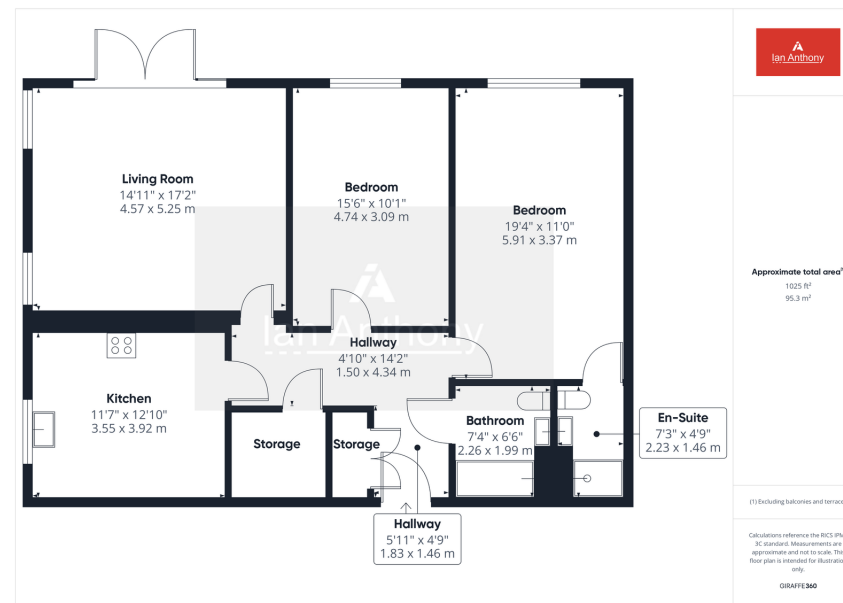 Ian Anthony
Living Room
14'11" x 17'2"
4.57 x 5.25 m
Bedroom
15'6" x 10'1"
4.74 x 3.09 m
Bedroom
19'4" x 11'0"
5.91 x 3.37 m
Approximate total area
1025 ft²
95.3 m²
Ian Anthony
Hallway
4'10" x 14'2"
1.50 x 4.34 m
Kitchen
11'7" x 12'10"
3.55 x 3.92 m
Storage
Storage
Bathroom
7'4" x 6'6"
2.26 x 1.99 m
En-Suite
7'3" x 4'9"
2.23 x 1.46 m
Hallway
5'11" x 4'9"
1.83 x 1.46 m
(1) Excluding balconies and terrace
Calculations reference the RICS IPM
3C standard. Measurements are
approximate and not to scale. This
floor plan is intended for illustratio
only.
GIRAFFE360